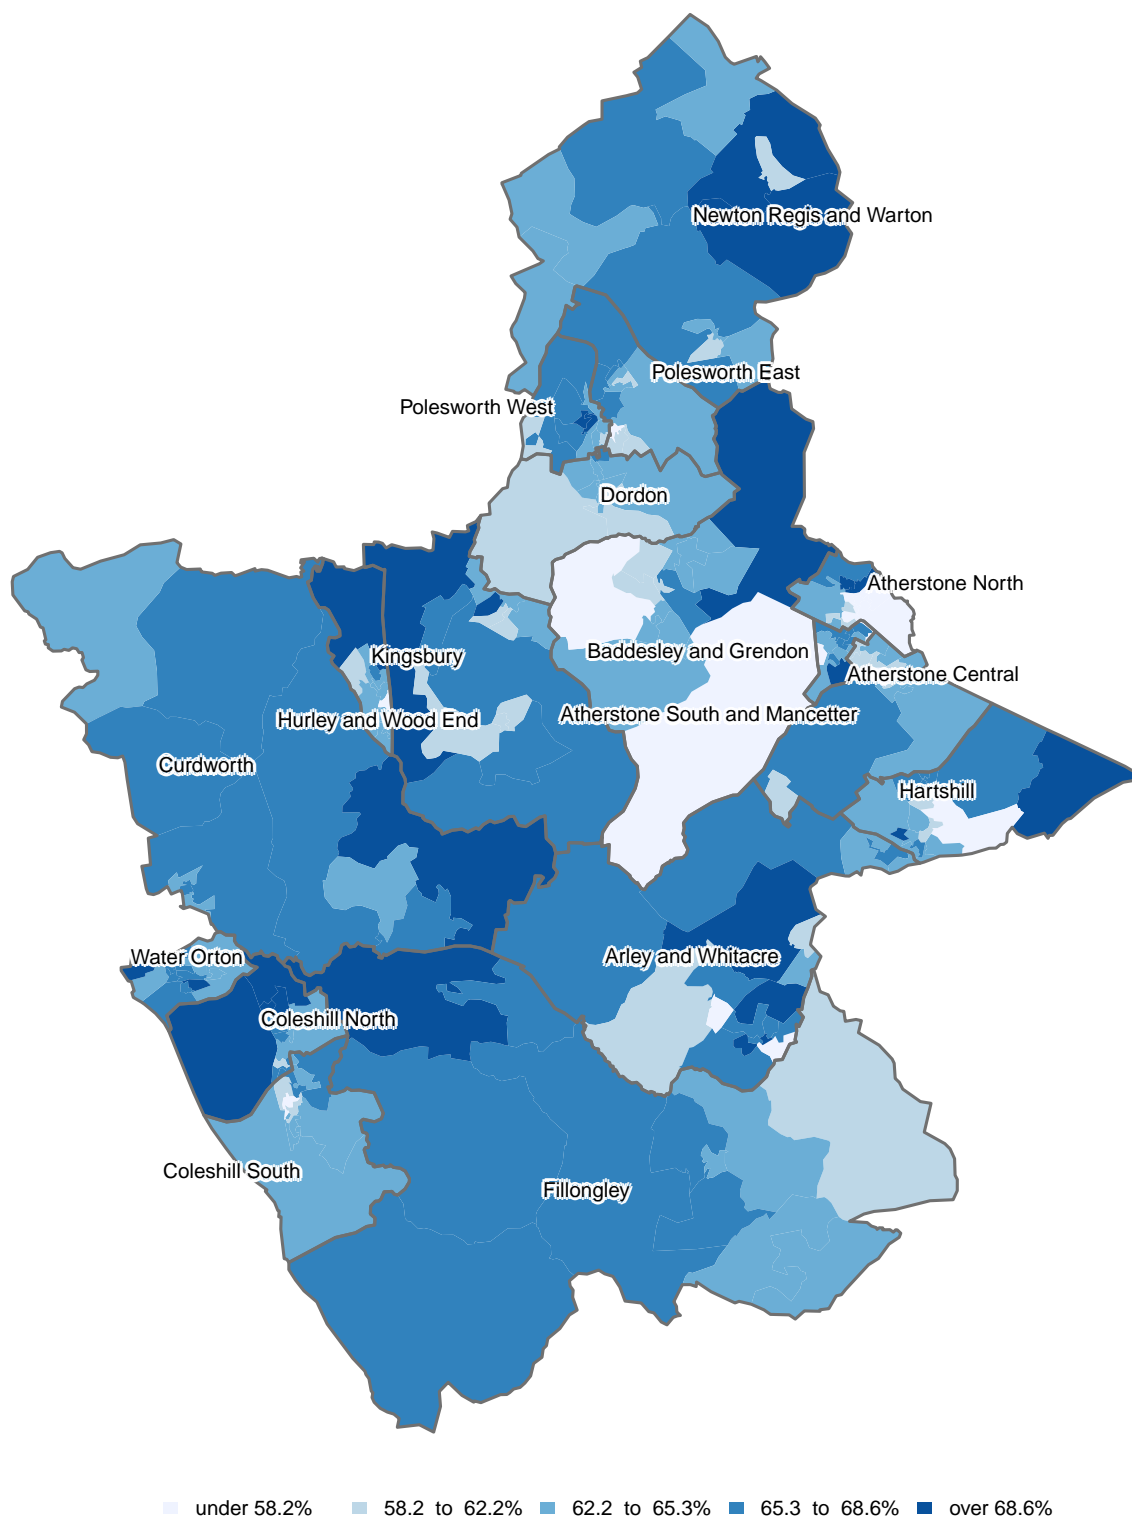 Newton Regis and Warton
Polesworth East
Polesworth West
Dordon
Atherstone North
Baddesley and Grendon
Kingsbury
Atherstone Central
Hurley and Wood End
Atherstone South and Mancetter
Curdworth
Hartshill
Water Orton
Arley and Whitacre
Coleshill North
Coleshill South
Fillongley
under 58.2% 58.2 to 62.2% 62.2 to 65.3% 65.3 to 68.6% over 68.6%